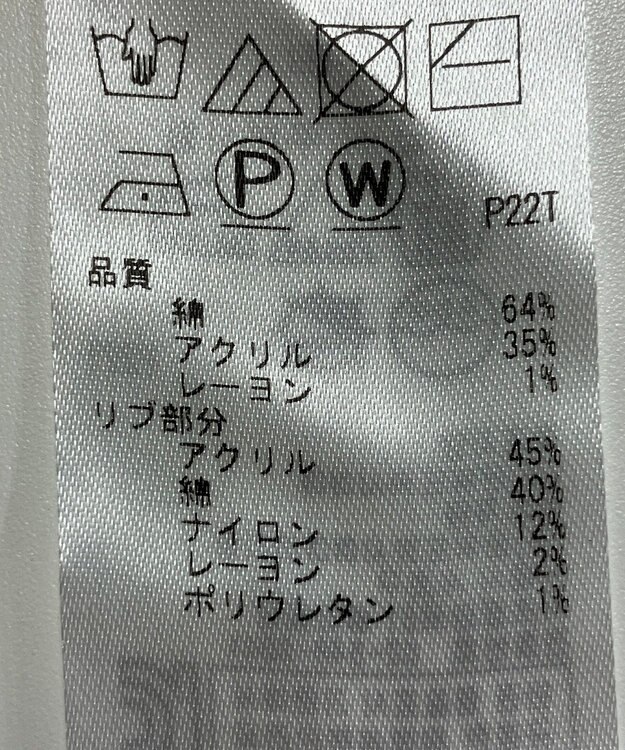 P W P22T
品質
綿 64%
アクリル 35%
レーヨン 1%
リブ部分
アクリル 45%
綿 40%
ナイロン 12%
レーヨン 2%
ポリウレタン 1%